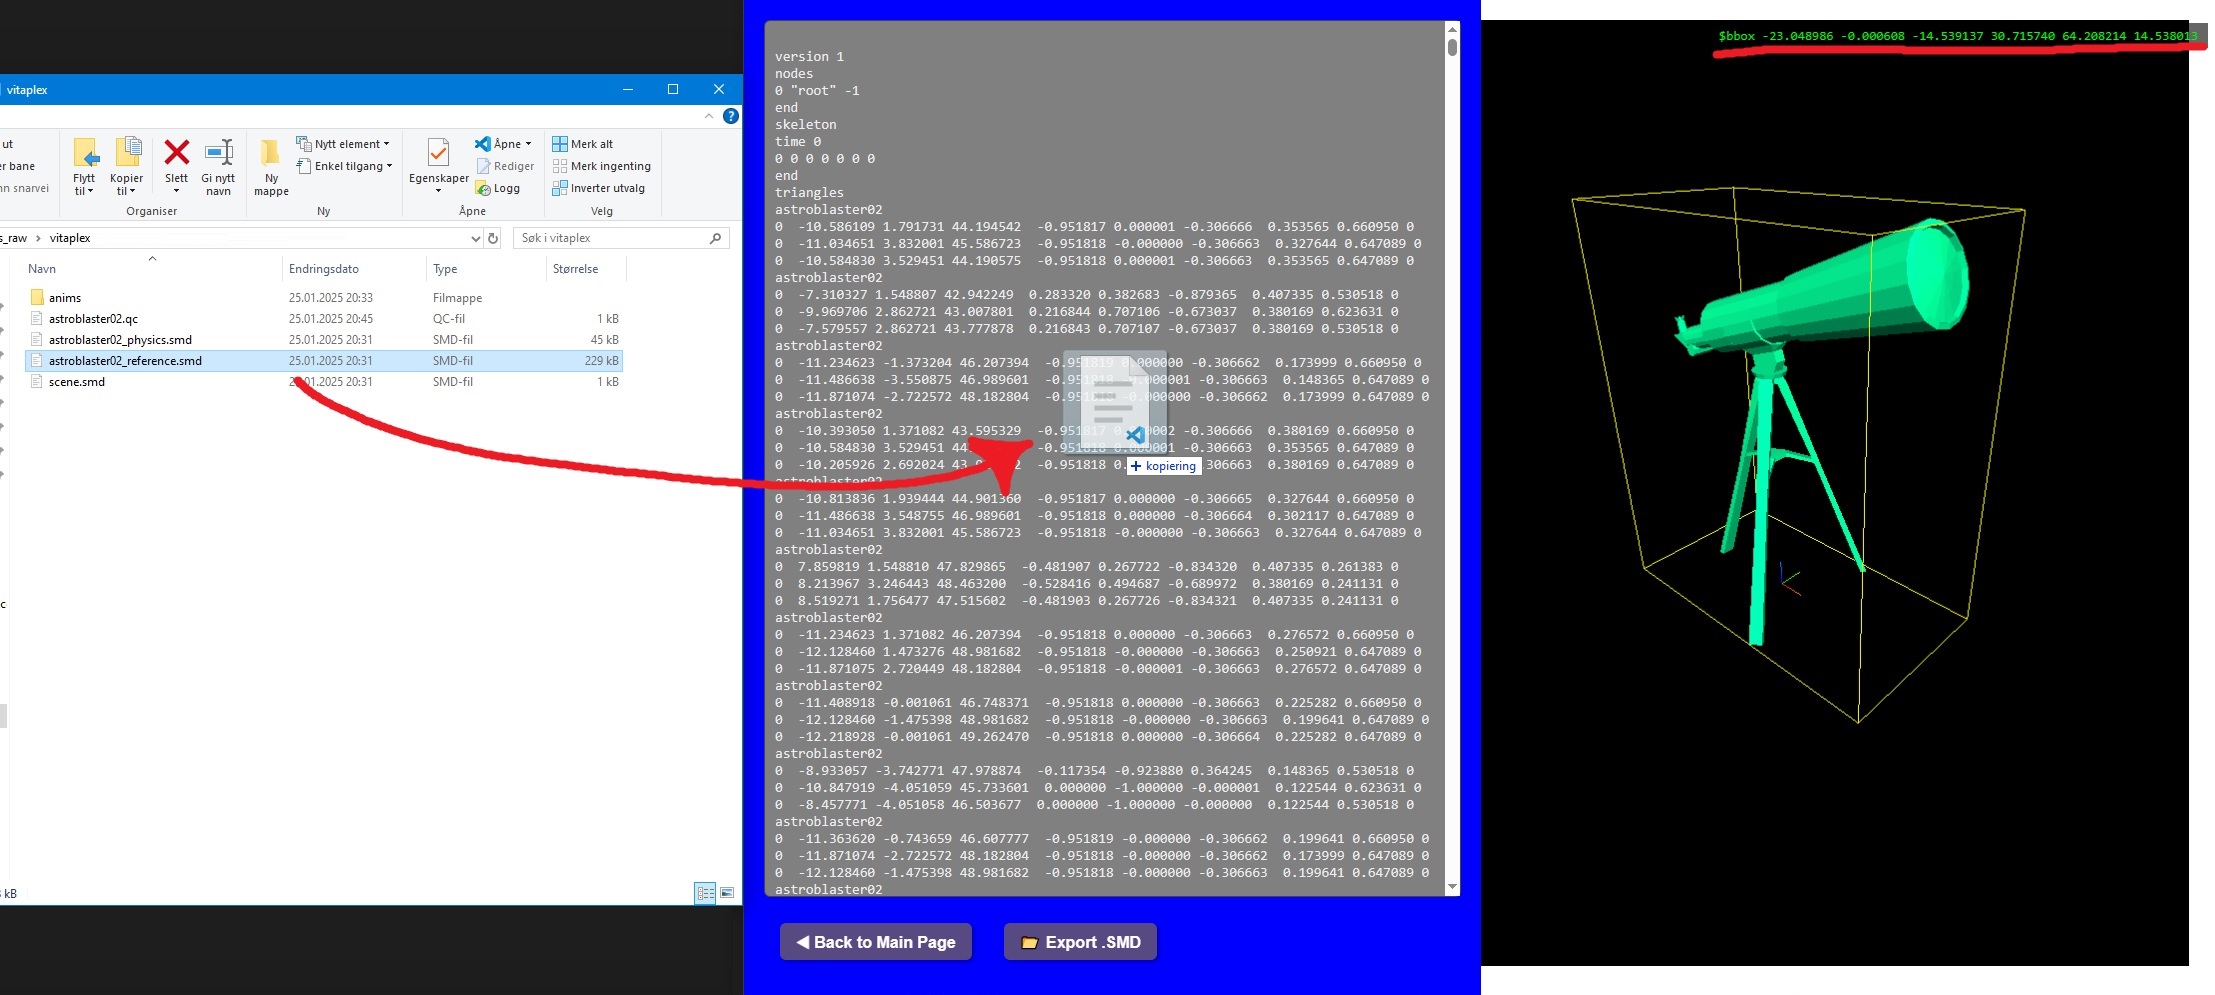 vitaplex
ut
er bane
nn snarvei
Flytt til
Kopier til
Slett
Gi nytt navn
Organiser
Ny mappe
Nytt element
Enkel tilgang
Ny
Egenskaper
Åpne
Rediger
Logg
Åpne
Merk alt
Merk ingenting
Inverter utvalg
Velg
s_raw › vitaplex
Søk i vitaplex
Navn Endringsdato Type Størrelse
anims 25.01.2025 20:33 Filmappe
astroblaster02.qc 25.01.2025 20:45 QC-fil 1 kB
astroblaster02_physics.smd 25.01.2025 20:31 SMD-fil 45 kB
astroblaster02_reference.smd 25.01.2025 20:31 SMD-fil 229 kB
scene.smd 25.01.2025 20:31 SMD-fil 1 kB
c
kB
version 1
nodes
0 "root" -1
end
skeleton
time 0
0 0 0 0 0 0 0
end
triangles
astroblaster02
0 -10.586109 1.791731 44.194542 -0.951817 0.000001 -0.306666 0.353565 0.660950 0
0 -11.034651 3.832001 45.586723 -0.951818 -0.000000 -0.306663 0.327644 0.647089 0
0 -10.584830 3.529451 44.190575 -0.951818 0.000001 -0.306663 0.353565 0.647089 0
astroblaster02
0 -7.310327 1.548807 42.942249 0.283320 0.382683 -0.879365 0.407335 0.530518 0
0 -9.969706 2.862721 43.007801 0.216844 0.707106 -0.673037 0.380169 0.623631 0
0 -7.579557 2.862721 43.777878 0.216843 0.707107 -0.673037 0.380169 0.530518 0
astroblaster02
0 -11.234623 -1.373204 46.207394 -0.951819 0.000000 -0.306662 0.173999 0.660950 0
0 -11.486638 -3.550875 46.989601 -0.951818 -0.000001 -0.306663 0.148365 0.647089 0
0 -11.871074 -2.722572 48.182804 -0.306662 0.173999 0.647089 0
astroblaster02
0 -10.393050 1.371082 43.595329 -0.306666 0.380169 0.660950 0
0 -10.584830 3.529451 -0.951818 0.000001 -0.306663 0.353565 0.647089 0
0 -10.205926 2.692024 -0.951818 0.380169 0.647089 0
astroblaster02
0 -10.813836 1.939444 44.901360 -0.951817 0.000000 -0.306665 0.327644 0.660950 0
0 -11.486638 3.548755 46.989601 -0.951818 0.000000 -0.306664 0.302117 0.647089 0
0 -11.034651 3.832001 45.586723 -0.951818 -0.000000 -0.306663 0.327644 0.647089 0
astroblaster02
0 7.859819 1.548810 47.829865 -0.481907 0.267722 -0.834320 0.407335 0.261383 0
0 8.213967 3.246443 48.463200 -0.528416 0.494687 -0.689972 0.380169 0.241131 0
0 8.519271 1.756477 47.515602 -0.481903 0.267726 -0.834321 0.407335 0.241131 0
astroblaster02
0 -11.234623 1.371082 46.207394 -0.951818 0.000000 -0.306663 0.276572 0.660950 0
0 -12.128460 1.473276 48.981682 -0.951818 -0.000000 -0.306663 0.250921 0.647089 0
0 -11.871075 2.720449 48.182804 -0.951818 -0.000001 -0.306663 0.276572 0.647089 0
astroblaster02
0 -11.408918 -0.001061 46.748371 -0.951818 0.000000 -0.306663 0.225282 0.660950 0
0 -12.128460 -1.475398 48.981682 -0.951818 -0.000000 -0.306663 0.199641 0.647089 0
0 -12.218928 -0.001061 49.262470 -0.951818 0.000000 -0.306664 0.225282 0.647089 0
astroblaster02
0 -8.933057 -3.742771 47.978874 -0.117354 -0.923880 0.364245 0.148365 0.530518 0
0 -10.847919 -4.051059 45.733601 0.000000 -1.000000 -0.000001 0.122544 0.623631 0
0 -8.457771 -4.051058 46.503677 0.000000 -1.000000 -0.000000 0.122544 0.530518 0
astroblaster02
0 -11.363620 -0.743659 46.607777 -0.951819 -0.000000 -0.306662 0.199641 0.660950 0
0 -11.871074 -2.722572 48.182804 -0.951818 -0.000000 -0.306662 0.173999 0.647089 0
0 -12.128460 -1.475398 48.981682 -0.951818 -0.000000 -0.306663 0.199641 0.647089 0
astroblaster02
+ kopiering
◀ Back to Main Page
Export .SMD
$bbox -23.048986 -0.000608 -14.539137 30.715740 64.208214 14.538013